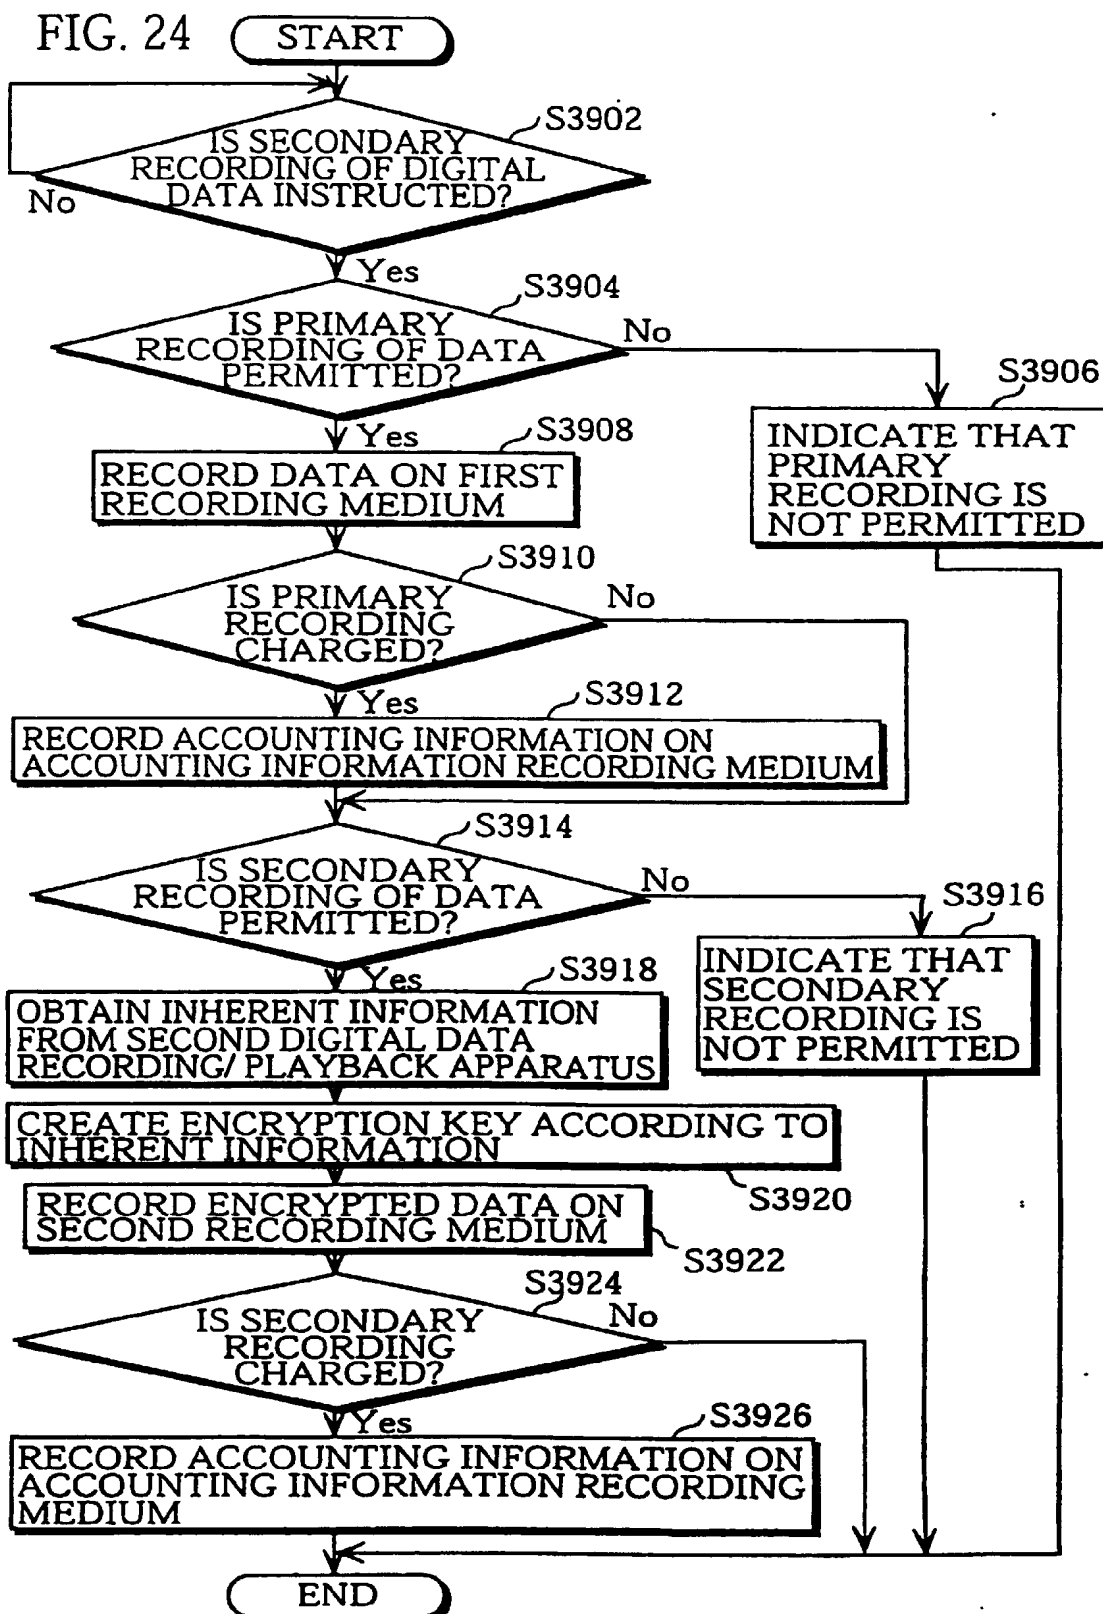 FIG. 24
START
S3902
IS SECONDARY
RECORDING OF DIGITAL
DATA INSTRUCTED?
No
Yes
S3904
IS PRIMARY
RECORDING OF DATA
PERMITTED?
No
S3906
INDICATE THAT
PRIMARY
RECORDING IS
NOT PERMITTED
Yes
S3908
RECORD DATA ON FIRST
RECORDING MEDIUM
S3910
IS PRIMARY
RECORDING
CHARGED?
No
Yes
S3912
RECORD ACCOUNTING INFORMATION ON
ACCOUNTING INFORMATION RECORDING MEDIUM
S3914
IS SECONDARY
RECORDING OF DATA
PERMITTED?
No
S3916
INDICATE THAT
SECONDARY
RECORDING IS
NOT PERMITTED
Yes
S3918
OBTAIN INHERENT INFORMATION
FROM SECOND DIGITAL DATA
RECORDING/ PLAYBACK APPARATUS
CREATE ENCRYPTION KEY ACCORDING TO
INHERENT INFORMATION
S3920
RECORD ENCRYPTED DATA ON
SECOND RECORDING MEDIUM
S3922
S3924
IS SECONDARY
RECORDING
CHARGED?
No
Yes
S3926
RECORD ACCOUNTING INFORMATION ON
ACCOUNTING INFORMATION RECORDING
MEDIUM
END